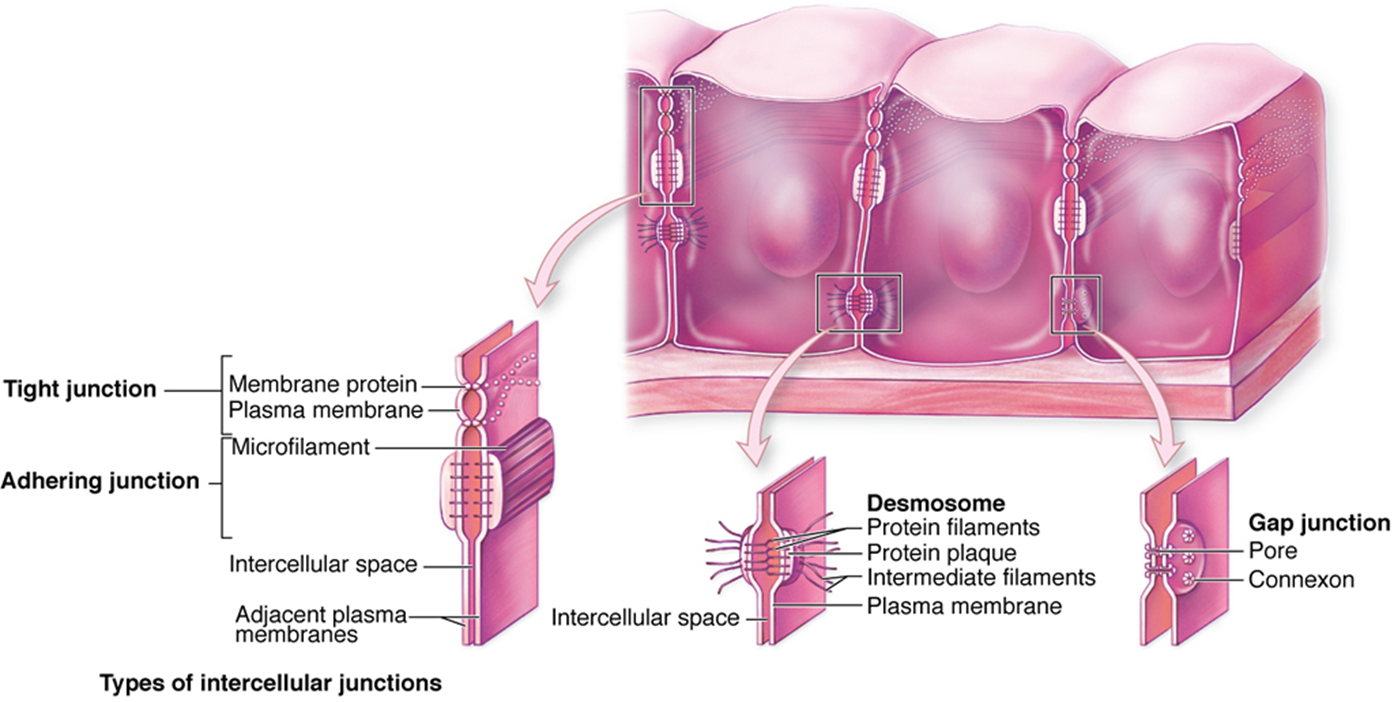 Tight junction
Membrane protein
Plasma membrane
Microfilament
Adhering junction
Intercellular space
Adjacent plasma
membranes
Desmosome
Protein filaments
Protein plaque
Intermediate filaments
Plasma membrane
Intercellular space
Gap junction
Pore
Connexon
Types of intercellular junctions